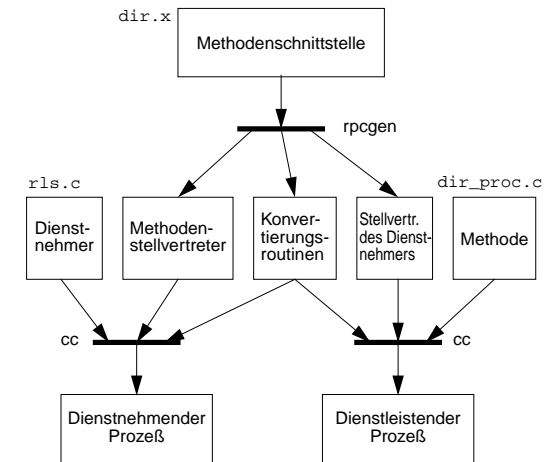 dir.x
Methodenschnittstelle
rpcgen
rls.c
dir_proc.c
Dienst-
nehmer
Methoden-
stellvertreter
Konver-
tierungs-
routinen
Stellvertr.
des Dienst-
nehmers
Methode
cc
cc
Dienstnehmender
Prozeß
Dienstleistender
Prozeß